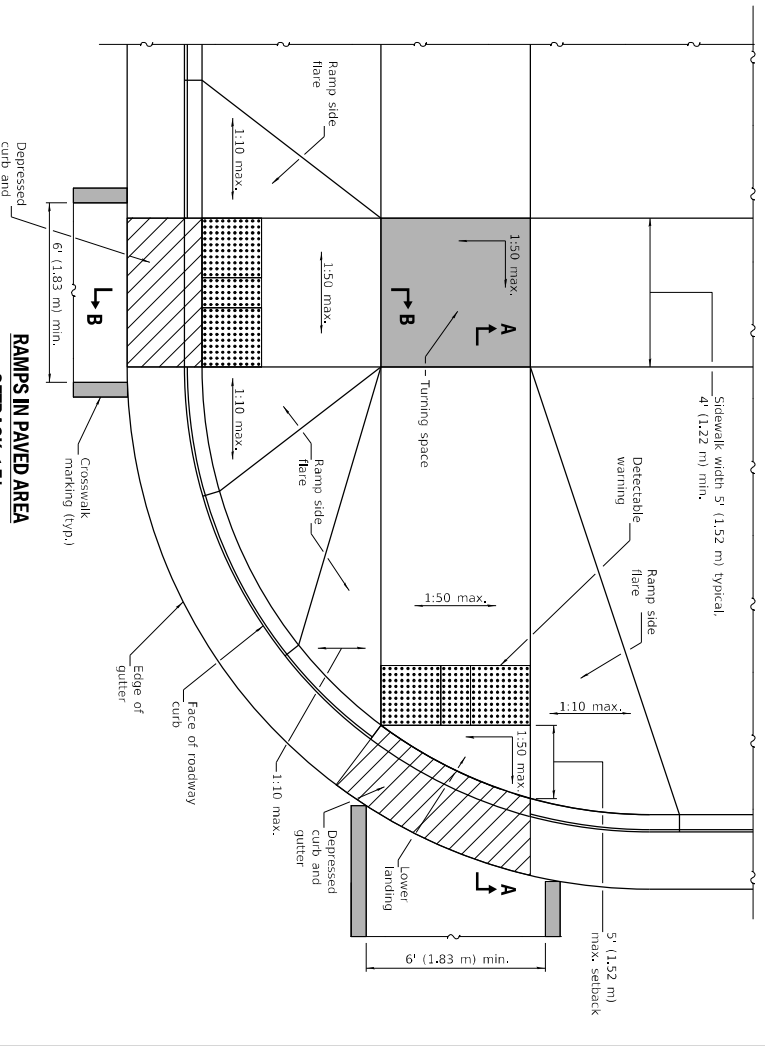 Ramp side
flare
1:10 max.
1:50 max.
1:50 max.
A
B
Turning space
Sidewalk width 5' (1.52 m) typical,
4' (1.22 m) min.
Detectable
warning
Ramp side
flare
1:10 max.
1:50 max.
1:50 max.
5' (1.52 m)
max. setback
Lower
landing
A
6' (1.83 m) min.
Depressed
curb and
gutter
1:10 max.
Face of roadway
curb
Edge of
gutter
Ramp side
flare
1:10 max.
Depressed
curb and
6' (1.83 m) min.
B
Crosswalk
marking (typ.)
RAMPS IN PAVED AREA